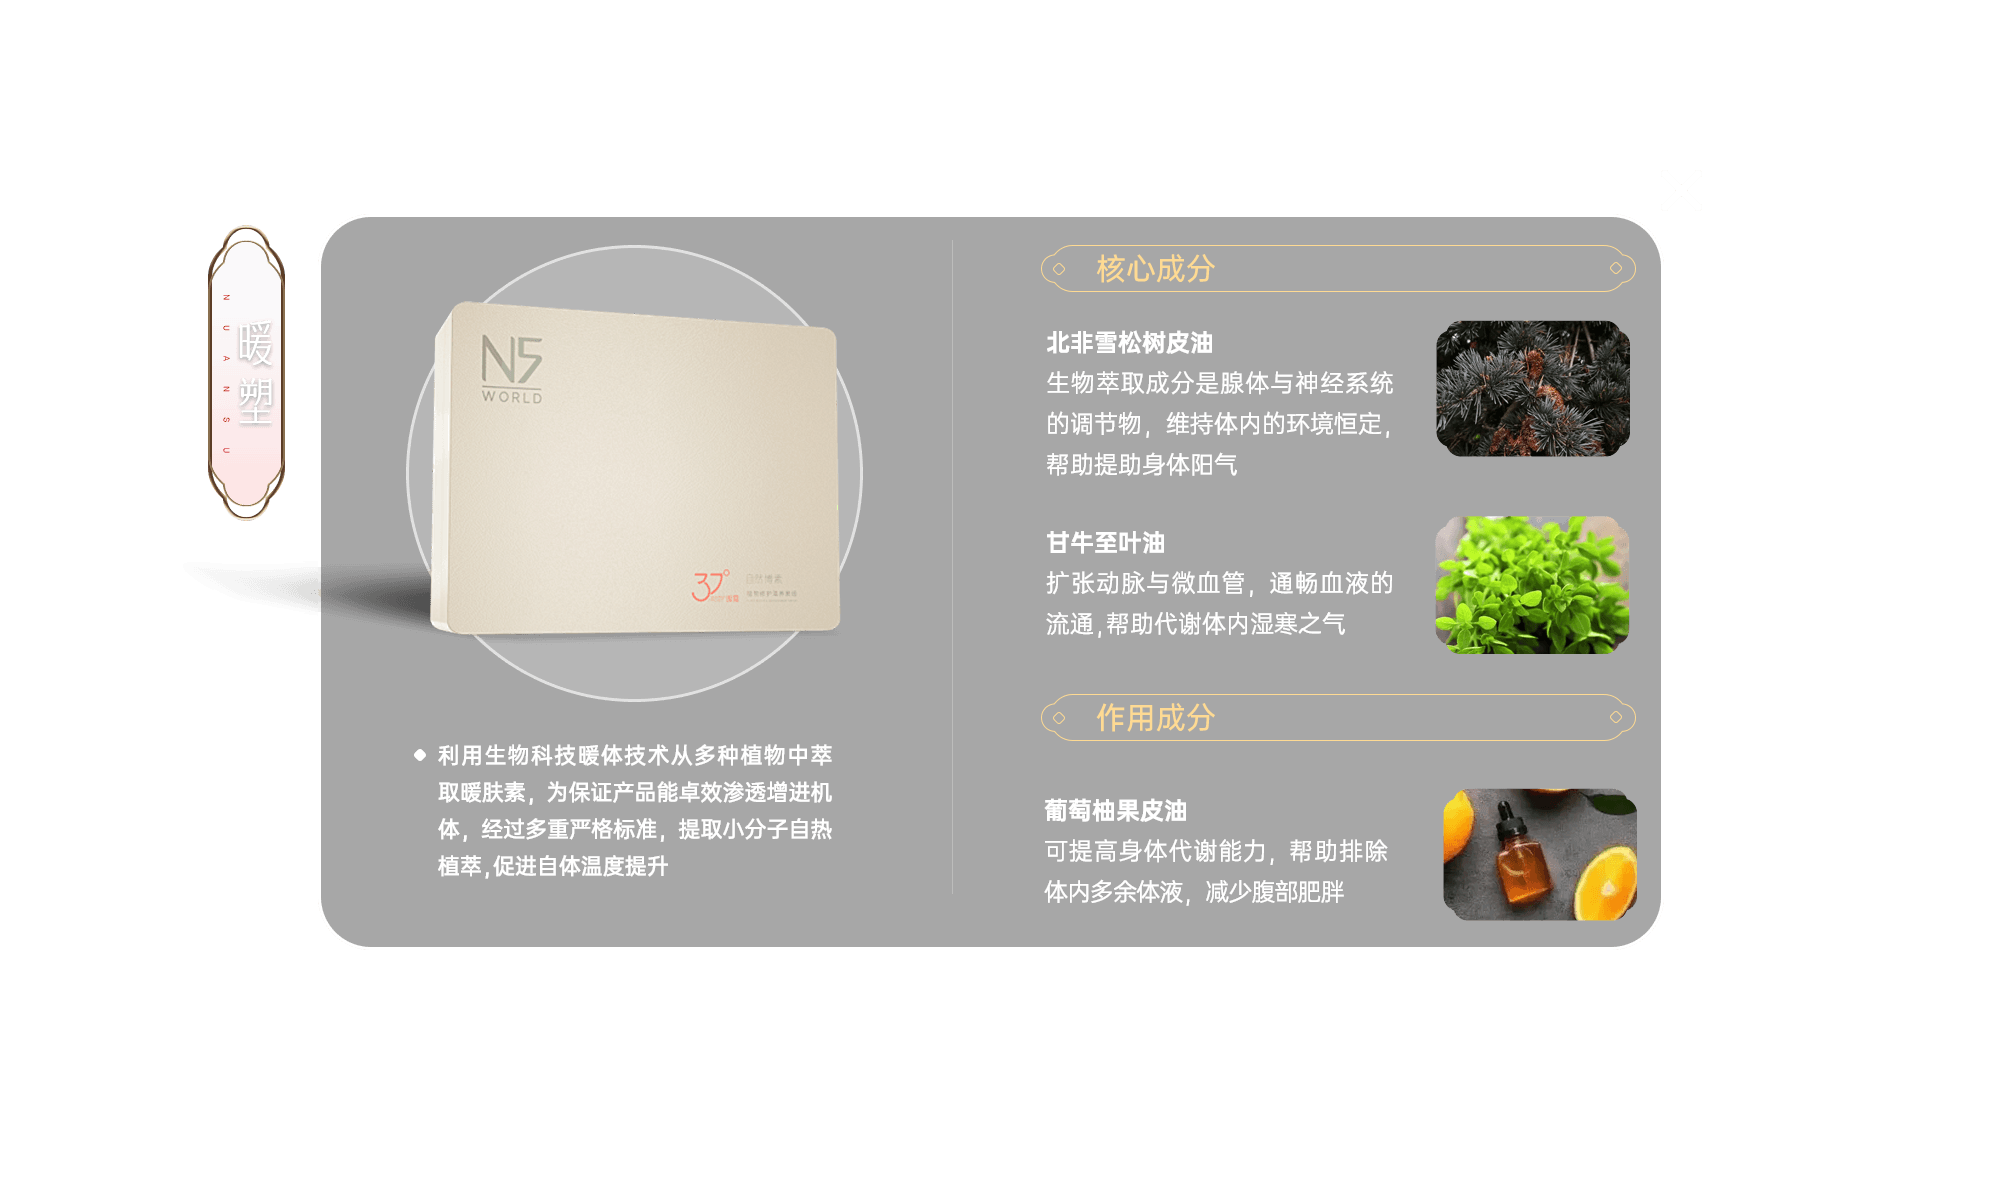 暖塑
NUANSU
N5
WORLD
37°
利用生物科技暖体技术从多种植物中萃
取暖肤素，为保证产品能卓效渗透增进机
体，经过多重严格标准，提取小分子自热
植萃,促进自体温度提升
核心成分
北非雪松树皮油
生物萃取成分是腺体与神经系统
的调节物，维持体内的环境恒定，
帮助提助身体阳气
甘牛至叶油
扩张动脉与微血管，通畅血液的
流通,帮助代谢体内湿寒之气
作用成分
葡萄柚果皮油
可提高身体代谢能力，帮助排除
体内多余体液，减少腹部肥胖